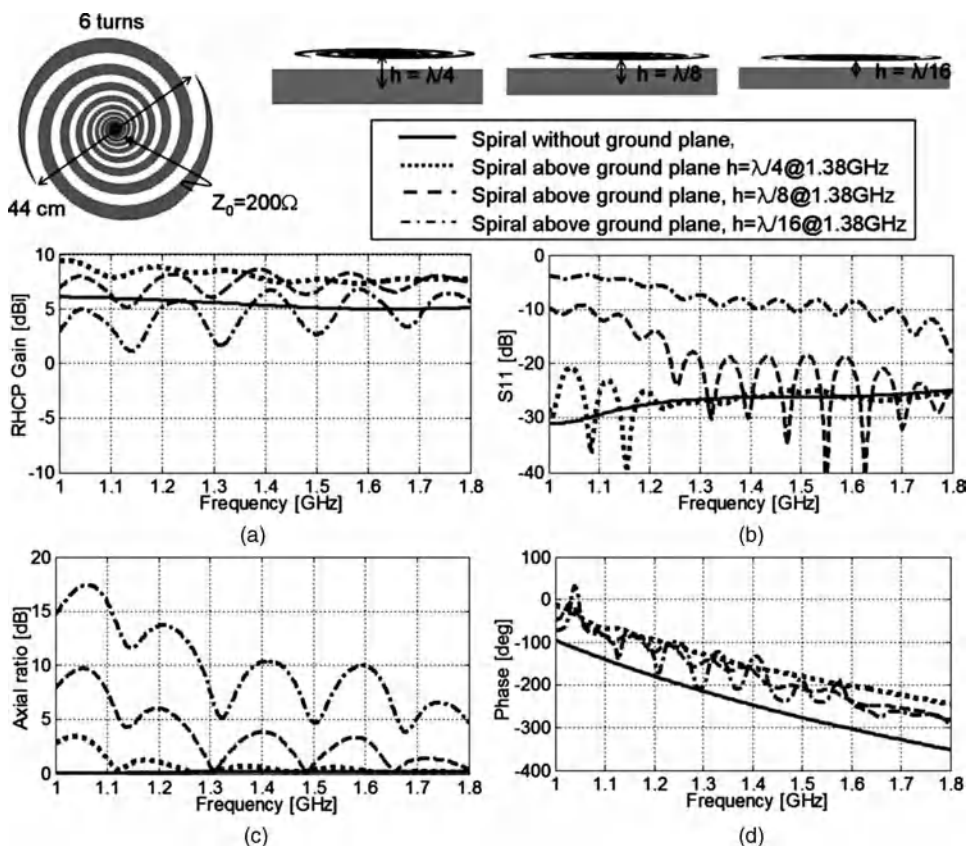 6 turns
h = λ/4
h = λ/8
h = λ/16
44 cm
Z₀=200Ω
Spiral without ground plane,
Spiral above ground plane h=λ/4@1.38GHz
Spiral above ground plane, h=λ/8@1.38GHz
Spiral above ground plane, h=λ/16@1.38GHz
RHCP Gain [dBi]
10
5
0
5
-10
1 1.1 1.2 1.3 1.4 1.5 1.6 1.7 1.8
Frequency [GHz]
(a)
S11 [dB]
0
-10
-20
-30
-40
1 1.1 1.2 1.3 1.4 1.5 1.6 1.7 1.8
Frequency [GHz]
(b)
Axial ratio [dB]
20
15
10
5
0
1 1.1 1.2 1.3 1.4 1.5 1.6 1.7 1.8
Frequency [GHz]
(c)
Phase [deg]
100
0
-100
-200
-300
-400
1 1.1 1.2 1.3 1.4 1.5 1.6 1.7 1.8
Frequency [GHz]
(d)